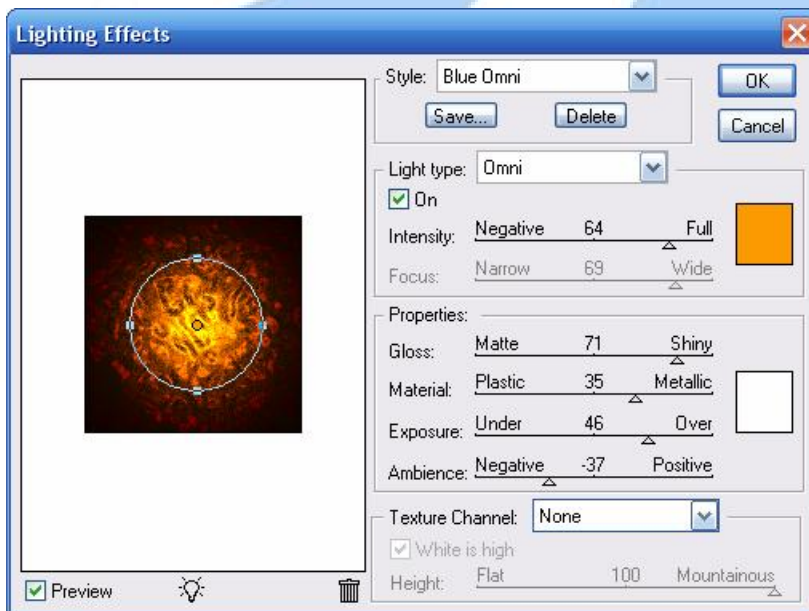 Lighting Effects
Style: Blue Omni
OK
Save... Delete
Cancel
Light type: Omni
On
Intensity: Negative 64 Full
Focus: Narrow 69 Wide
Properties:
Gloss: Matte 71 Shiny
Material: Plastic 35 Metallic
Exposure: Under 46 Over
Ambience: Negative -37 Positive
Texture Channel: None
White is high
Height: Flat 100 Mountainous
Preview